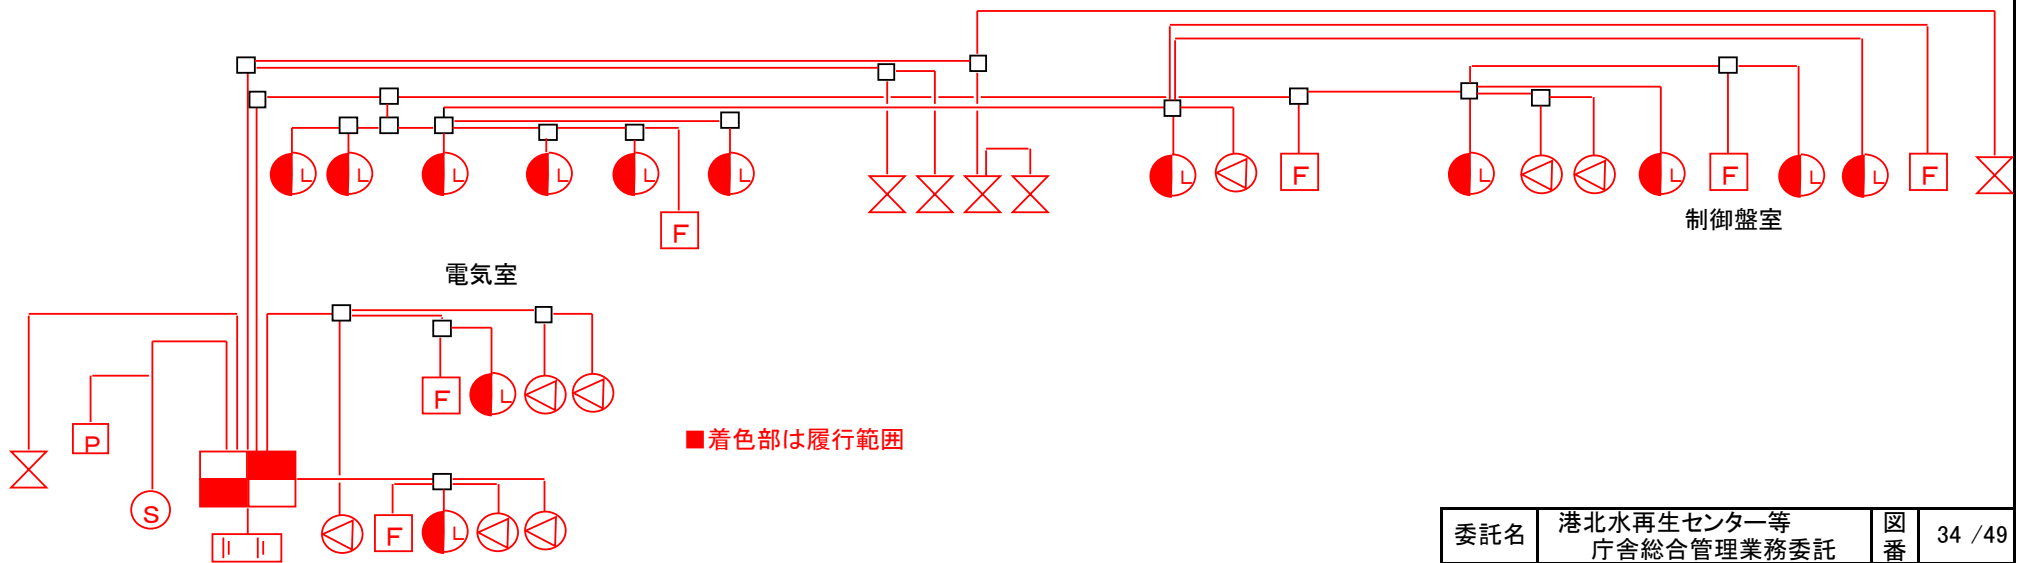 L L L L L L
F
L
F
L
L
F
L
L
F
制御盤室
電気室
F
L
P
■着色部は履行範囲
S
F
L
委託名
港北水再生センター等
庁舎総合管理業務委託
図
番
34 /49